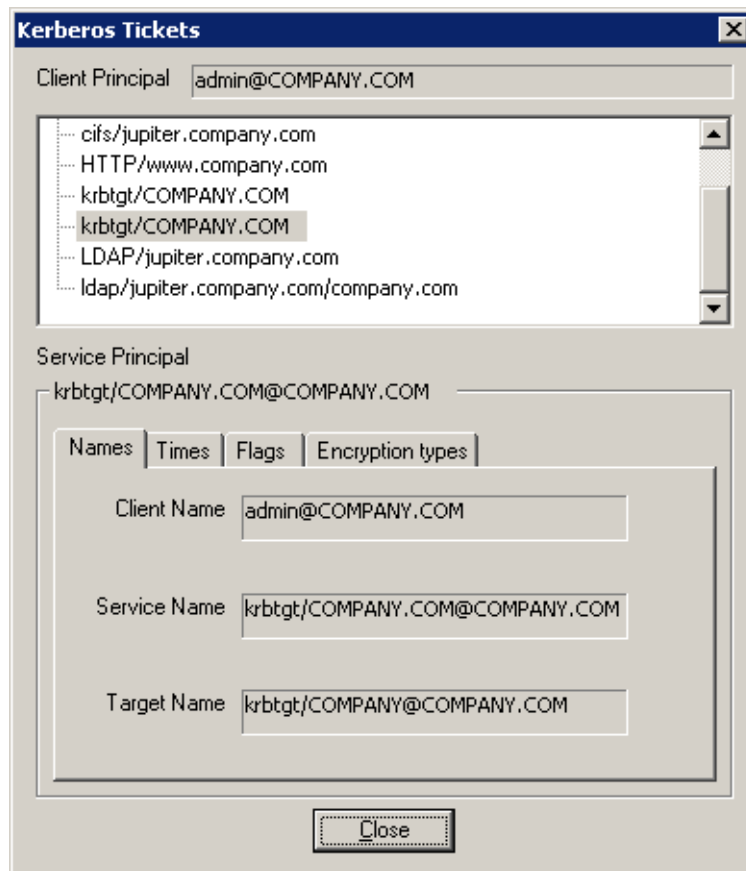 Kerberos Tickets
Client Principal admin@COMPANY.COM
cifs/jupiter.company.com
HTTP/www.company.com
krbtgt/COMPANY.COM
krbtgt/COMPANY.COM
LDAP/jupiter.company.com
ldap/jupiter.company.com/company.com
Service Principal
krbtgt/COMPANY.COM@COMPANY.COM
Names Times Flags Encryption types
Client Name admin@COMPANY.COM
Service Name krbtgt/COMPANY.COM@COMPANY.COM
Target Name krbtgt/COMPANY@COMPANY.COM
Close